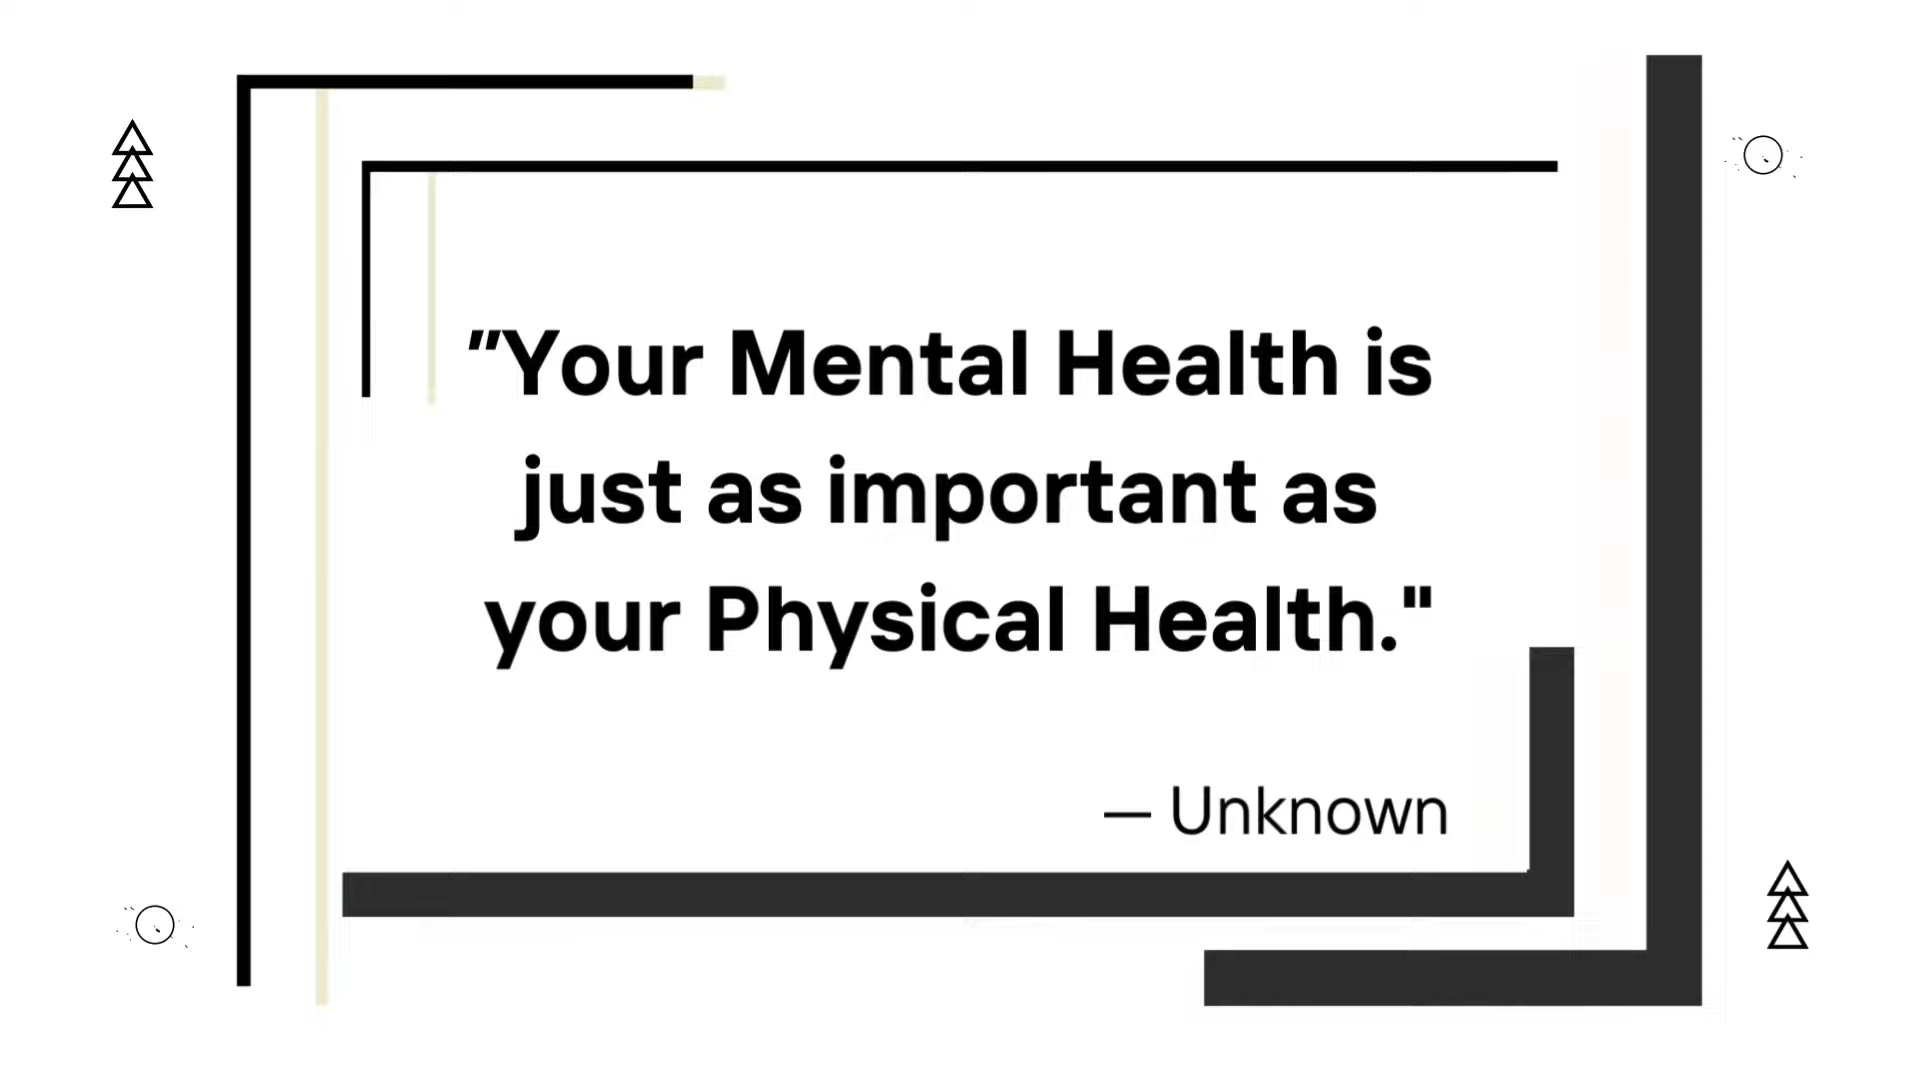 "Your Mental Health is
just as important as
your Physical Health."
— Unknown